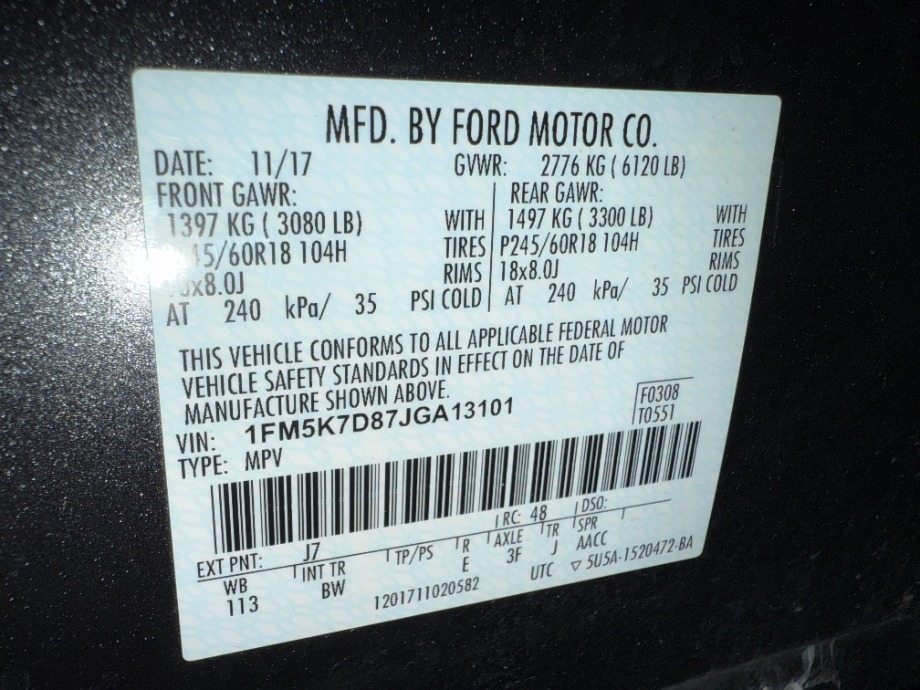 MFD. BY FORD MOTOR CO.
DATE: 11/17 GVWR: 2776 KG ( 6120 LB)
FRONT GAWR: REAR GAWR:
1397 KG ( 3080 LB) WITH 1497 KG ( 3300 LB) WITH
45/60R18 104H TIRES P245/60R18 104H TIRES
x8.0J RIMS 18x8.0J RIMS
AT 240 kPa/ 35 PSI COLD AT 240 kPa/ 35 PSI COLD
THIS VEHICLE CONFORMS TO ALL APPLICABLE FEDERAL MOTOR
VEHICLE SAFETY STANDARDS IN EFFECT ON THE DATE OF
MANUFACTURE SHOWN ABOVE.
F0308
VIN: 1FM5K7D87JGA13101
T0551
TYPE: MPV
RC: 48 DSO:
EXT PNT: J7
WB INT TR TP/PS R AXLE TR SPR
113 BW E 3F J AACC
1201711020582 UTC ▽ 5U5A-1520472-BA